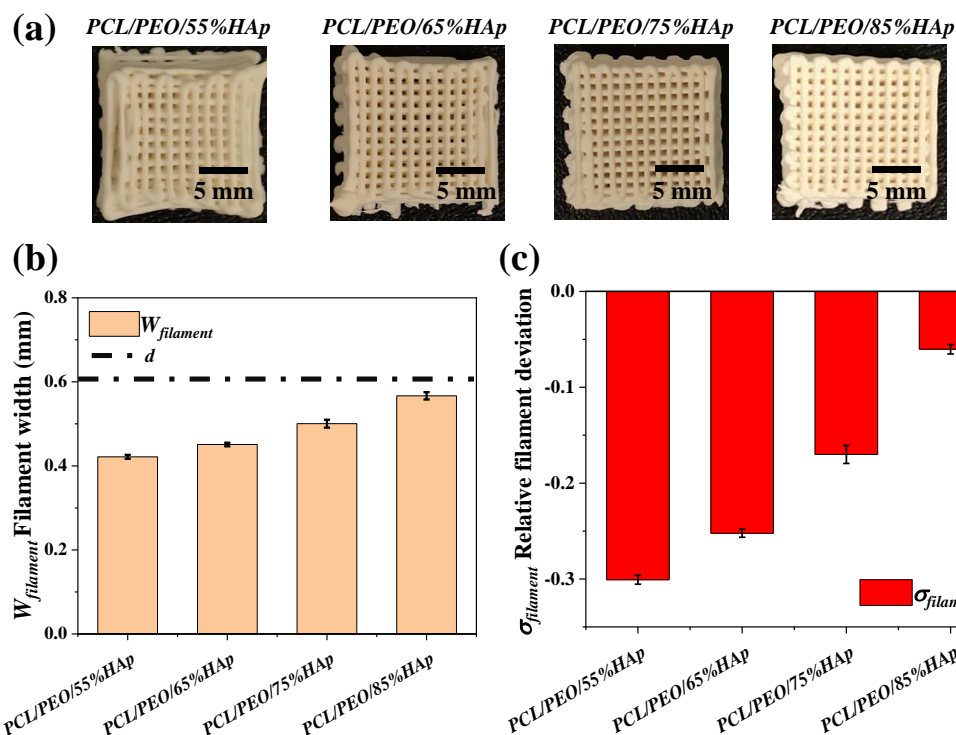 (a) PCL/PEO/55%HAp PCL/PEO/65%HAp PCL/PEO/75%HAp PCL/PEO/85%HAp
5 mm 5 mm 5 mm 5 mm
(b)
W_filament Filament width (mm)
0.8
0.6
0.4
0.2
0.0
W_filament
d
PCL/PEO/55%HAp
PCL/PEO/65%HAp
PCL/PEO/75%HAp
PCL/PEO/85%HAp
(c)
σ_filament Relative filament deviation
0.0
-0.1
-0.2
-0.3
σ_filam
PCL/PEO/55%HAp
PCL/PEO/65%HAp
PCL/PEO/75%HAp
PCL/PEO/85%HAp